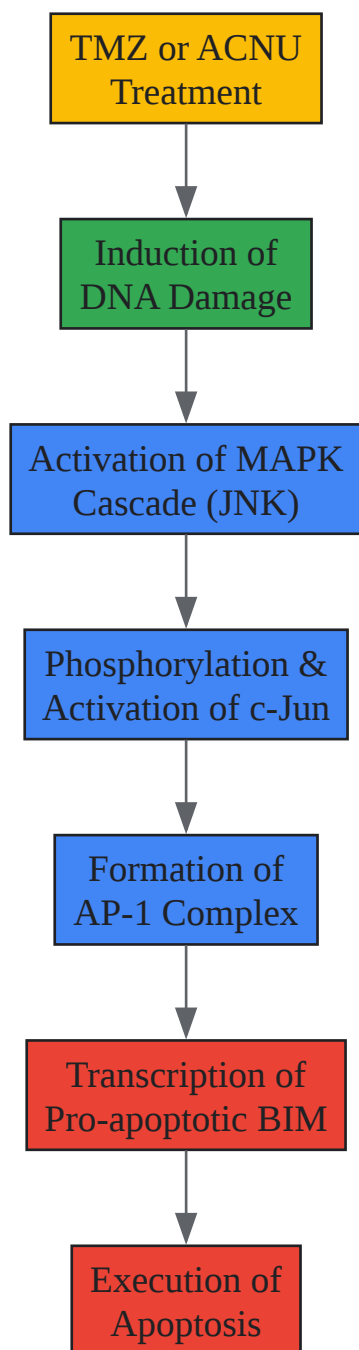 TMZ or ACNU
Treatment
Induction of
DNA Damage
Activation of MAPK
Cascade (JNK)
Phosphorylation &
Activation of c-Jun
Formation of
AP-1 Complex
Transcription of
Pro-apoptotic BIM
Execution of
Apoptosis